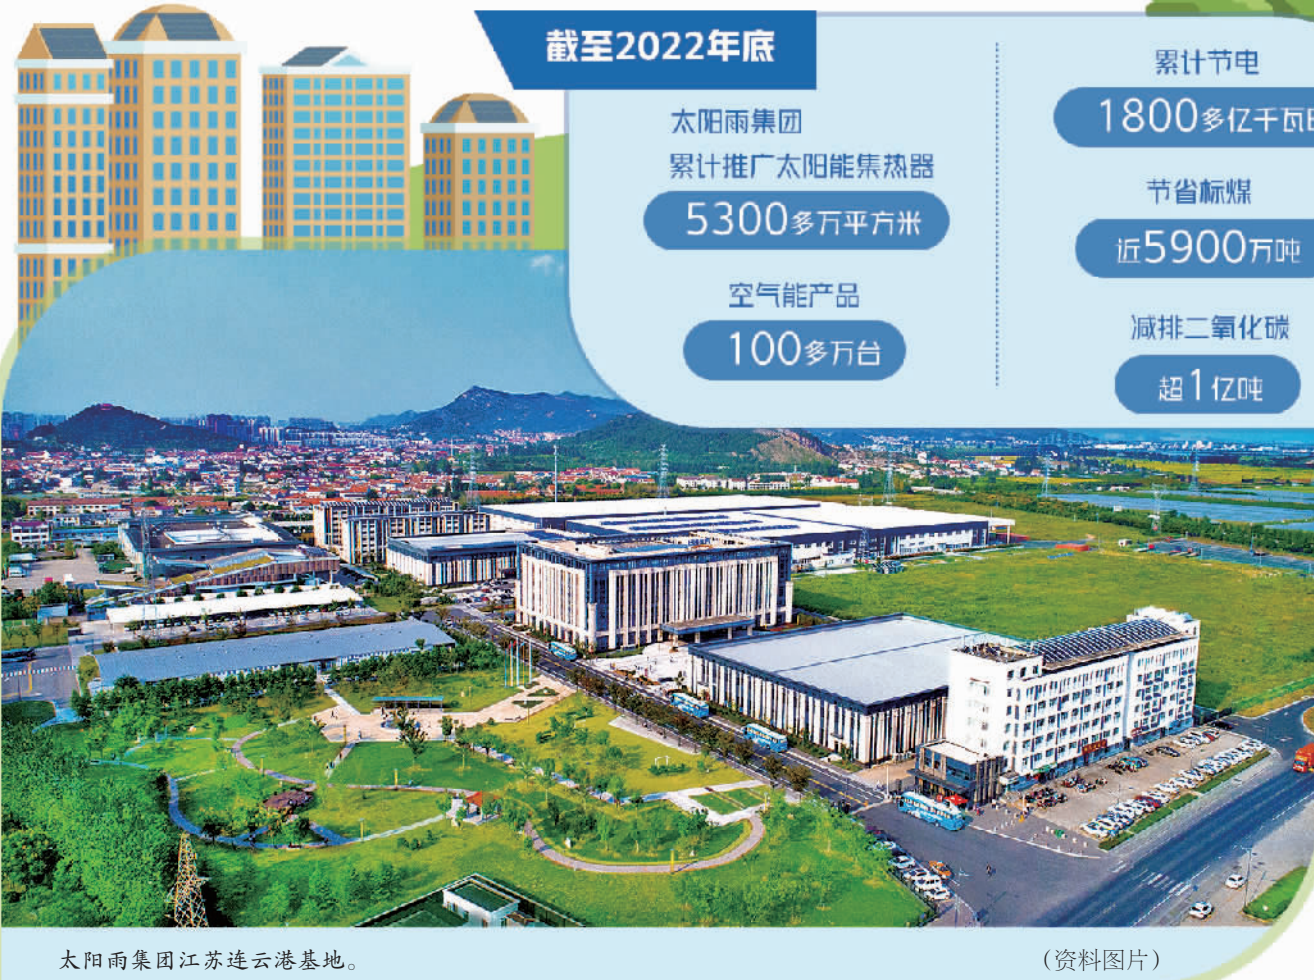 截至2022年底
太阳雨集团
累计推广太阳能集热器
5300多万平方米
空气能产品
100多万台
累计节电
1800多亿千瓦
节省标煤
近5900万吨
减排二氧化碳
超1亿吨
太阳雨集团江苏连云港基地。
（资料图片）